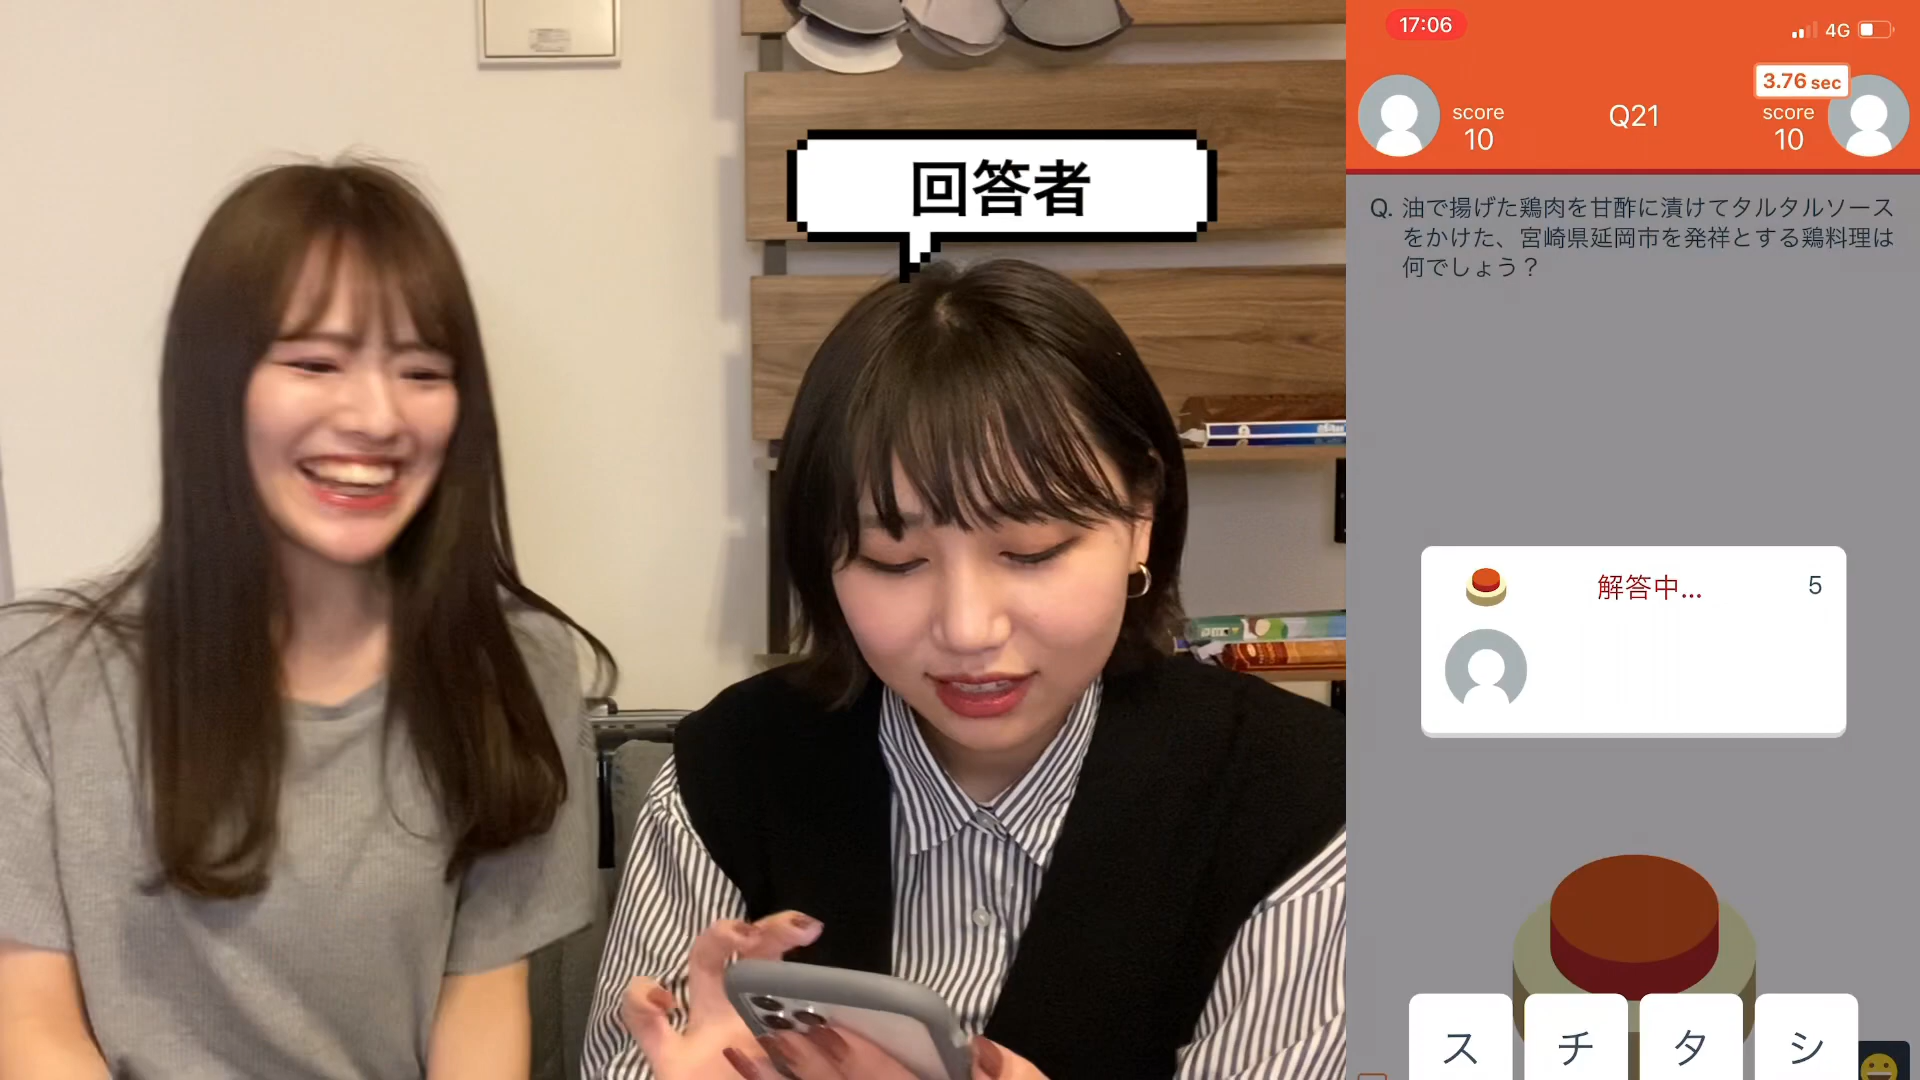 回答者
17:06
4G
3.76 sec
score
10
Q21
score
10
Q. 油で揚げた鶏肉を甘酢に漬けてタルタルソース
をかけた、宮崎県延岡市を発祥とする鶏料理は
何でしょう？
解答中...
5
ス
チ
タ
シ